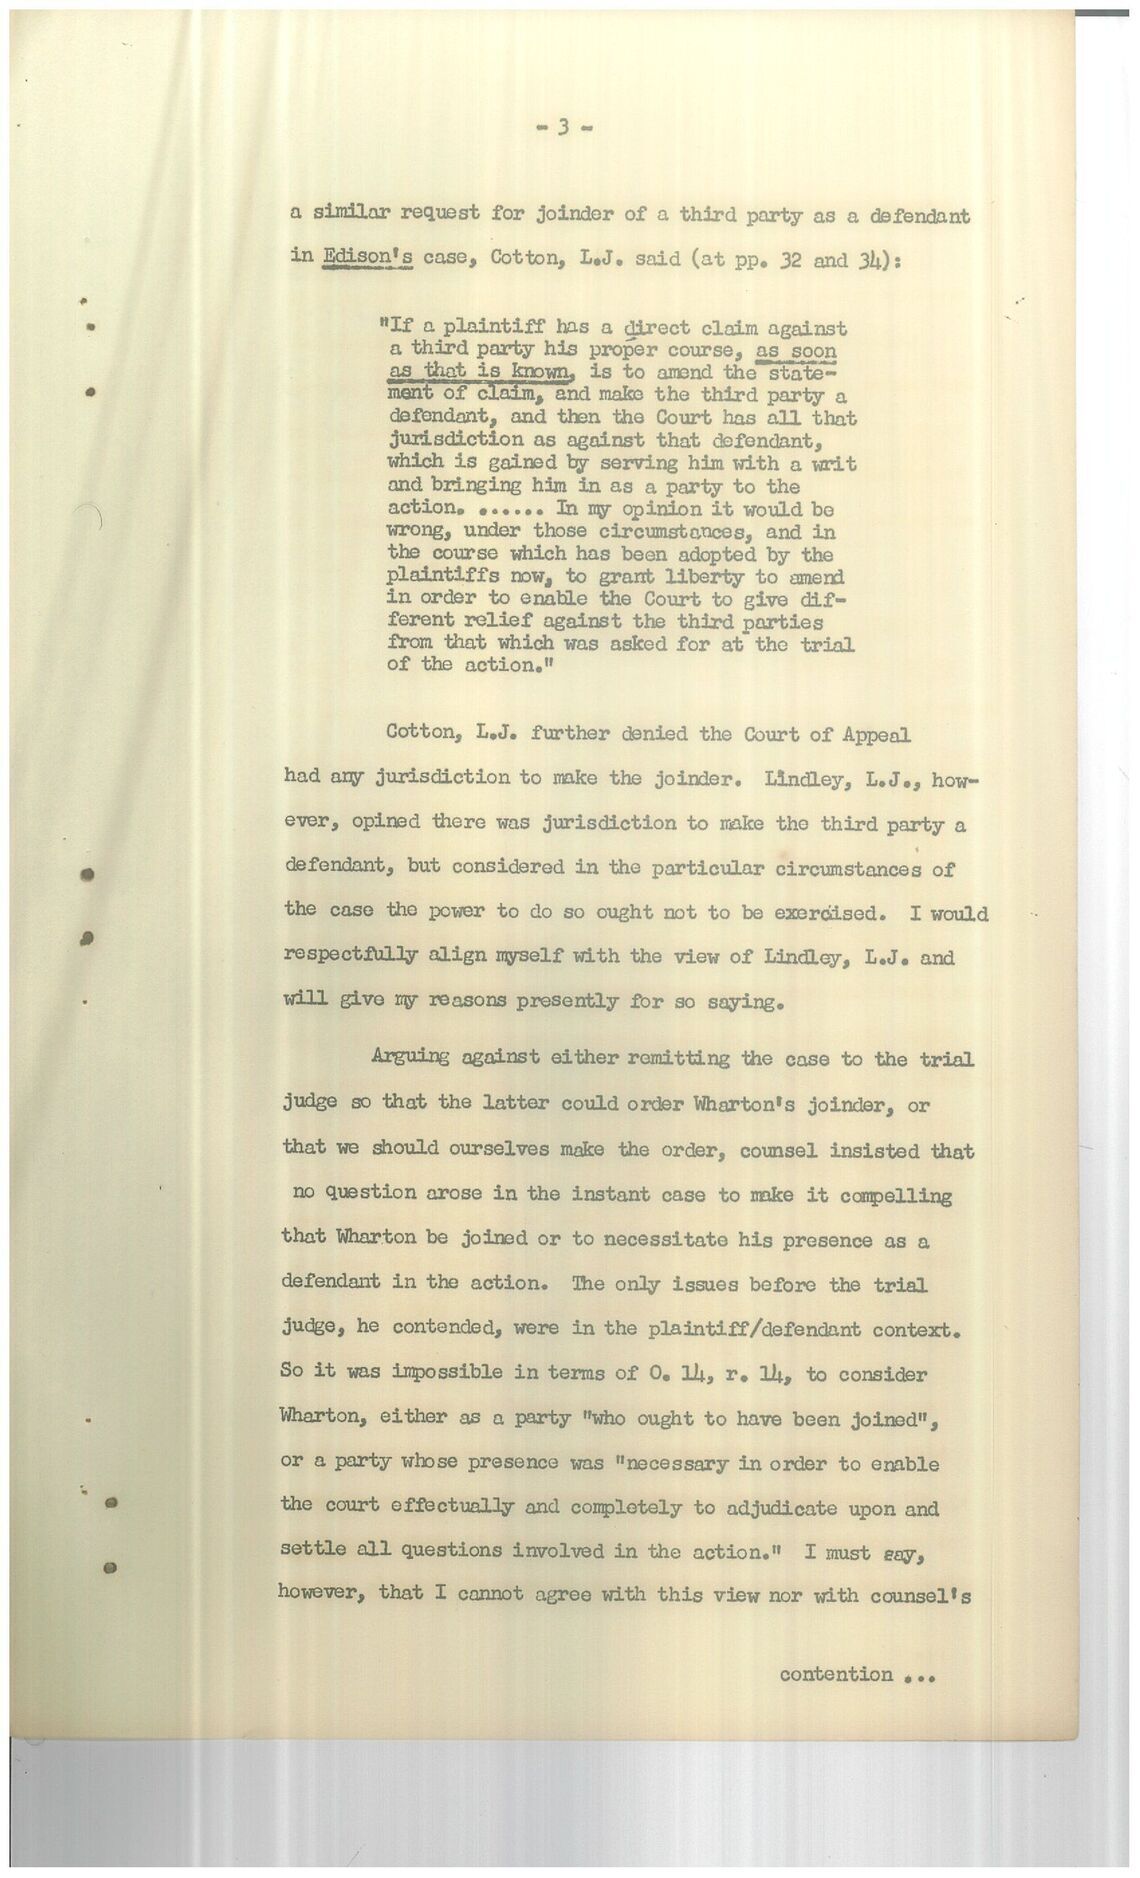 - 3 -
a similar request for joinder of a third party as a defendant
in Edison's case, Cotton, L.J. said (at pp. 32 and 34):
"If a plaintiff has a direct claim against
a third party his proper course, as soon
as that is known, is to amend the state-
ment of claim, and make the third party a
defendant, and then the Court has all that
jurisdiction as against that defendant,
which is gained by serving him with a writ
and bringing him in as a party to the
action. ...... In my opinion it would be
wrong, under those circumstances, and in
the course which has been adopted by the
plaintiffs now, to grant liberty to amend
in order to enable the Court to give dif-
ferent relief against the third parties
from that which was asked for at the trial
of the action."
Cotton, L.J. further denied the Court of Appeal
had any jurisdiction to make the joinder. Lindley, L.J., how-
ever, opined there was jurisdiction to make the third party a
defendant, but considered in the particular circumstances of
the case the power to do so ought not to be exercised. I would
respectfully align myself with the view of Lindley, L.J. and
will give my reasons presently for so saying.
Arguing against either remitting the case to the trial
judge so that the latter could order Wharton's joinder, or
that we should ourselves make the order, counsel insisted that
no question arose in the instant case to make it compelling
that Wharton be joined or to necessitate his presence as a
defendant in the action. The only issues before the trial
judge, he contended, were in the plaintiff/defendant context.
So it was impossible in terms of O. 14, r. 14, to consider
Wharton, either as a party "who ought to have been joined",
or a party whose presence was "necessary in order to enable
the court effectually and completely to adjudicate upon and
settle all questions involved in the action." I must say,
however, that I cannot agree with this view nor with counsel's
contention ...